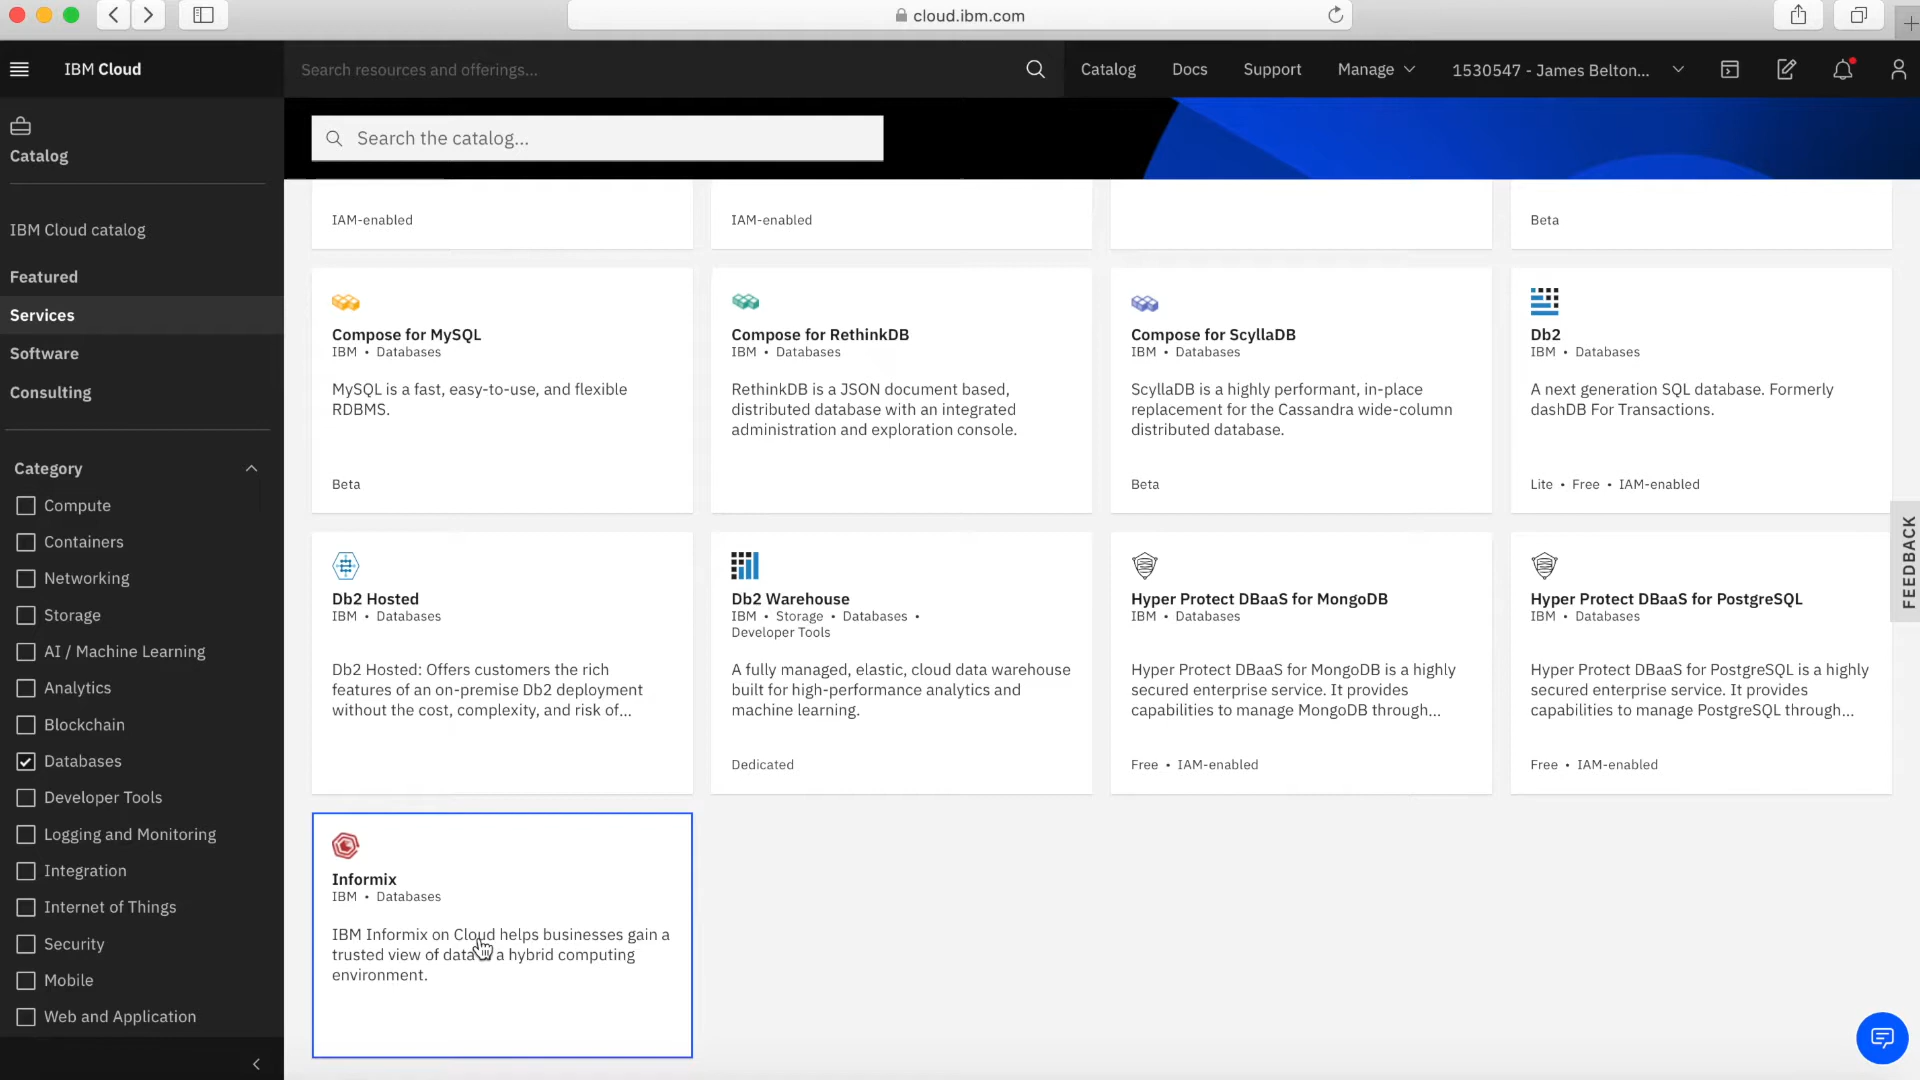 cloud.ibm.com
IBM Cloud
Search resources and offerings...
Catalog
Docs
Support
Manage
1530547 - James Belton...
Catalog
Search the catalog...
IBM Cloud catalog
Featured
Services
Software
Consulting
Category
Compute
Containers
Networking
Storage
AI / Machine Learning
Analytics
Blockchain
Databases
Developer Tools
Logging and Monitoring
Integration
Internet of Things
Security
Mobile
Web and Application
IAM-enabled
IAM-enabled
Beta
Compose for MySQL
IBM • Databases
MySQL is a fast, easy-to-use, and flexible
RDBMS.
Beta
Compose for RethinkDB
IBM • Databases
RethinkDB is a JSON document based,
distributed database with an integrated
administration and exploration console.
Compose for ScyllaDB
IBM • Databases
ScyllaDB is a highly performant, in-place
replacement for the Cassandra wide-column
distributed database.
Beta
Db2
IBM • Databases
A next generation SQL database. Formerly
dashDB For Transactions.
Lite • Free • IAM-enabled
Db2 Hosted
IBM • Databases
Db2 Hosted: Offers customers the rich
features of an on-premise Db2 deployment
without the cost, complexity, and risk of...
Db2 Warehouse
IBM • Storage • Databases •
Developer Tools
A fully managed, elastic, cloud data warehouse
built for high-performance analytics and
machine learning.
Dedicated
Hyper Protect DBaaS for MongoDB
IBM • Databases
Hyper Protect DBaaS for MongoDB is a highly
secured enterprise service. It provides
capabilities to manage MongoDB through...
Free • IAM-enabled
Hyper Protect DBaaS for PostgreSQL
IBM • Databases
Hyper Protect DBaaS for PostgreSQL is a highly
secured enterprise service. It provides
capabilities to manage PostgreSQL through...
Free • IAM-enabled
Informix
IBM • Databases
IBM Informix on Cloud helps businesses gain a
trusted view of data a hybrid computing
environment.
FEEDBACK